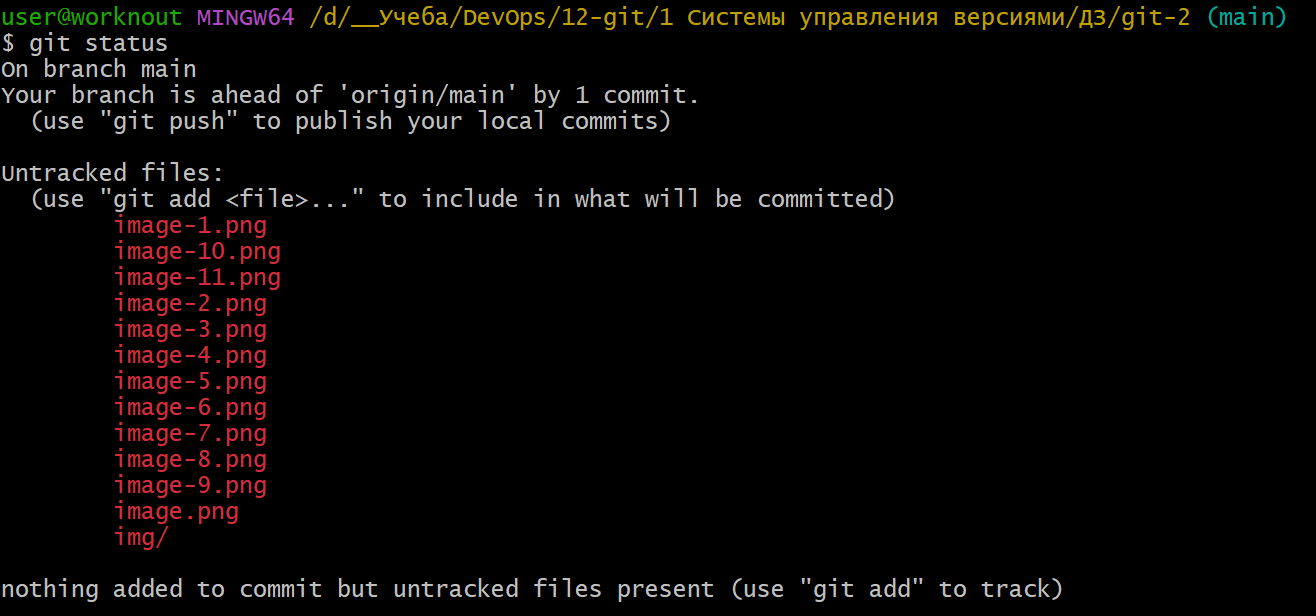 user@worknout MINGW64 /d/__Учеба/DevOps/12-git/1 Системы управления версиями/ДЗ/git-2 (main)
$ git status
On branch main
Your branch is ahead of 'origin/main' by 1 commit.
  (use "git push" to publish your local commits)

Untracked files:
  (use "git add <file>..." to include in what will be committed)
        image-1.png
        image-10.png
        image-11.png
        image-2.png
        image-3.png
        image-4.png
        image-5.png
        image-6.png
        image-7.png
        image-8.png
        image-9.png
        image.png
        img/

nothing added to commit but untracked files present (use "git add" to track)